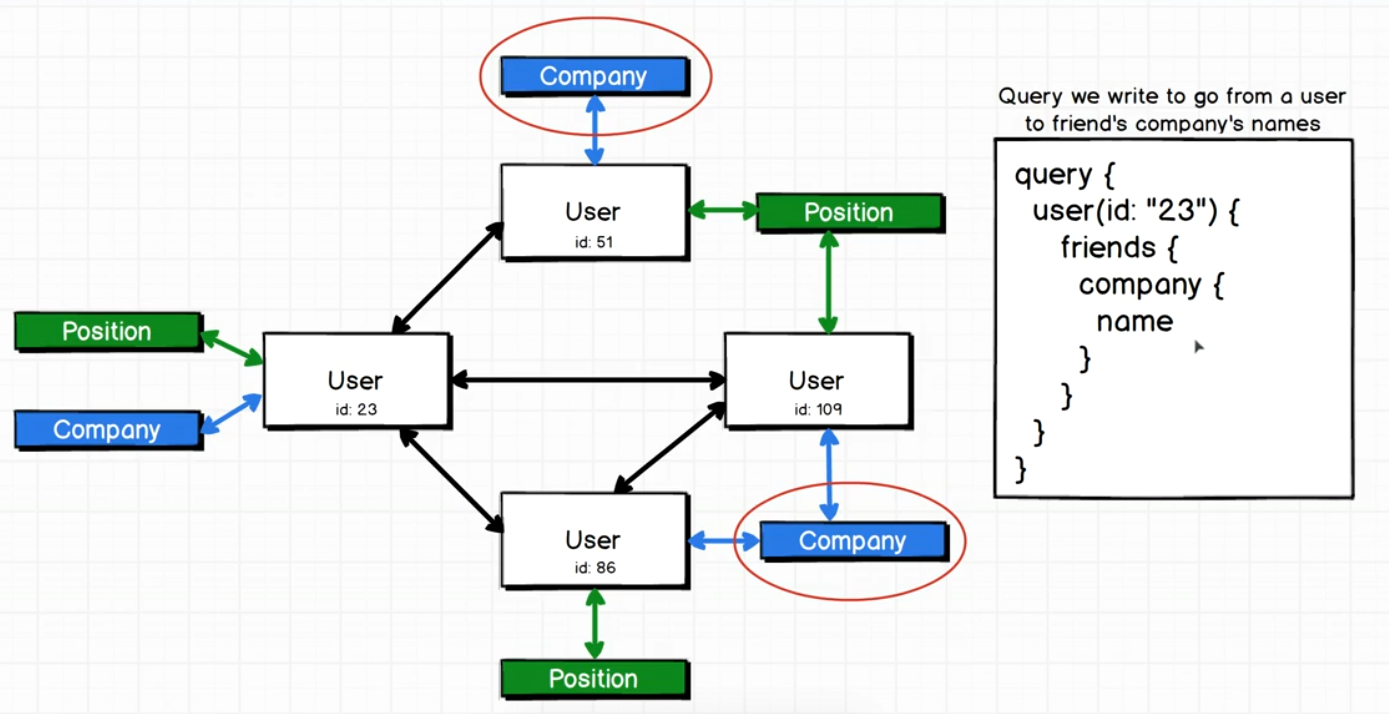 Company
User
id: 51
Position
Position
Company
User
id: 23
User
id: 109
User
id: 86
Company
Position
Query we write to go from a user
to friend's company's names
query {
user(id: "23") {
friends {
company {
name
}
}
}
}